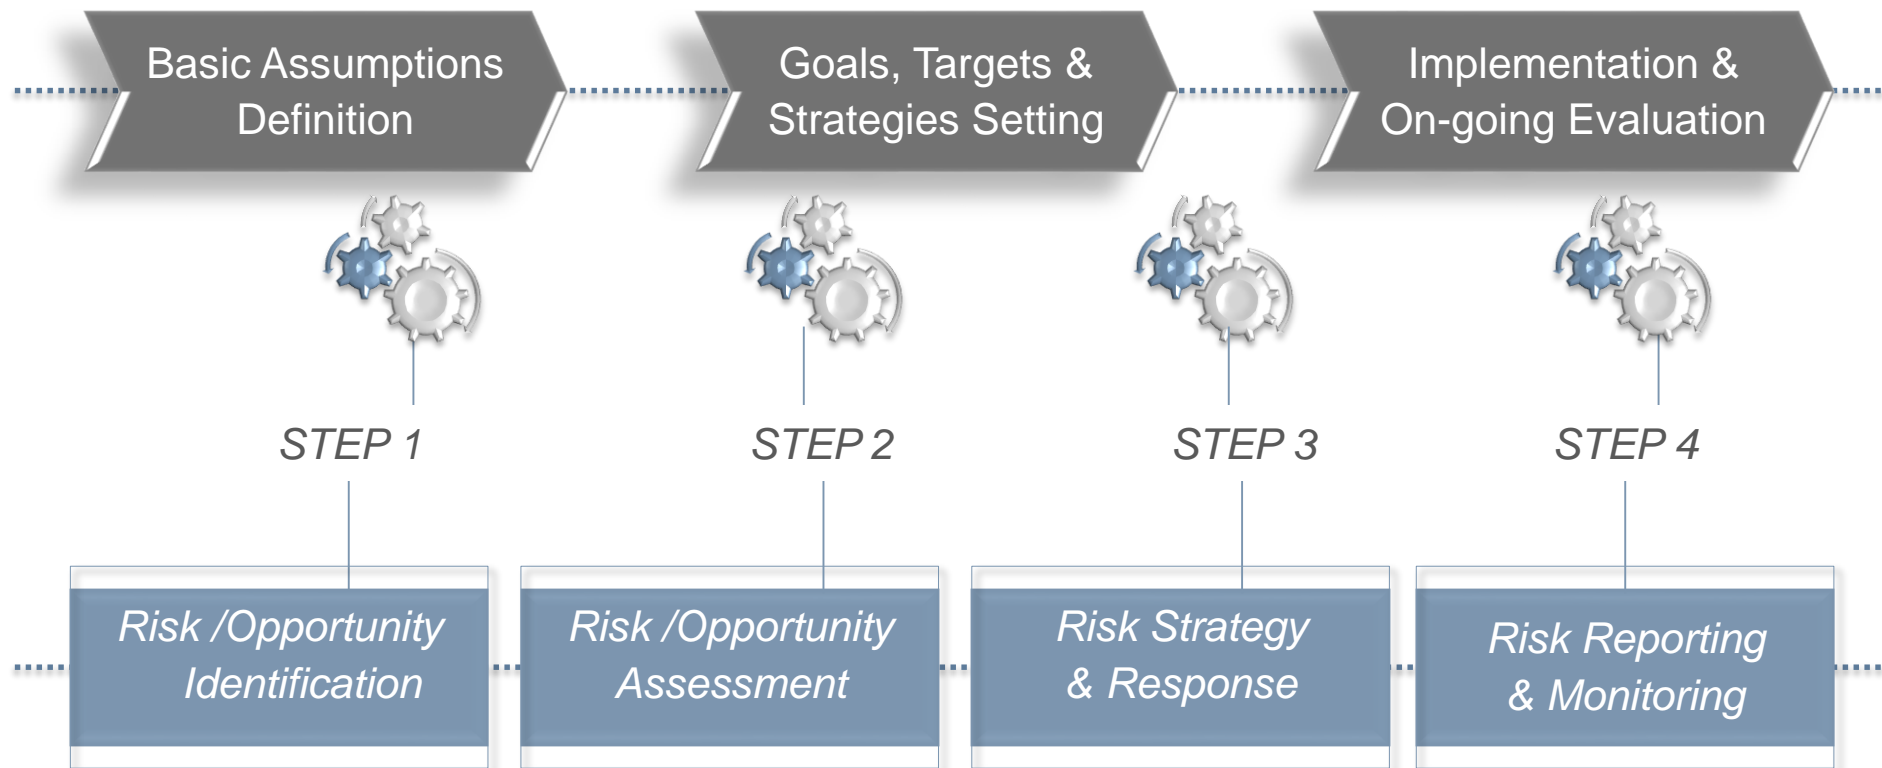 Basic Assumptions
Definition
Goals, Targets &
Strategies Setting
Implementation &
On-going Evaluation
STEP 1
STEP 2
STEP 3
STEP 4
Risk /Opportunity
Identification
Risk /Opportunity
Assessment
Risk Strategy
& Response
Risk Reporting
& Monitoring